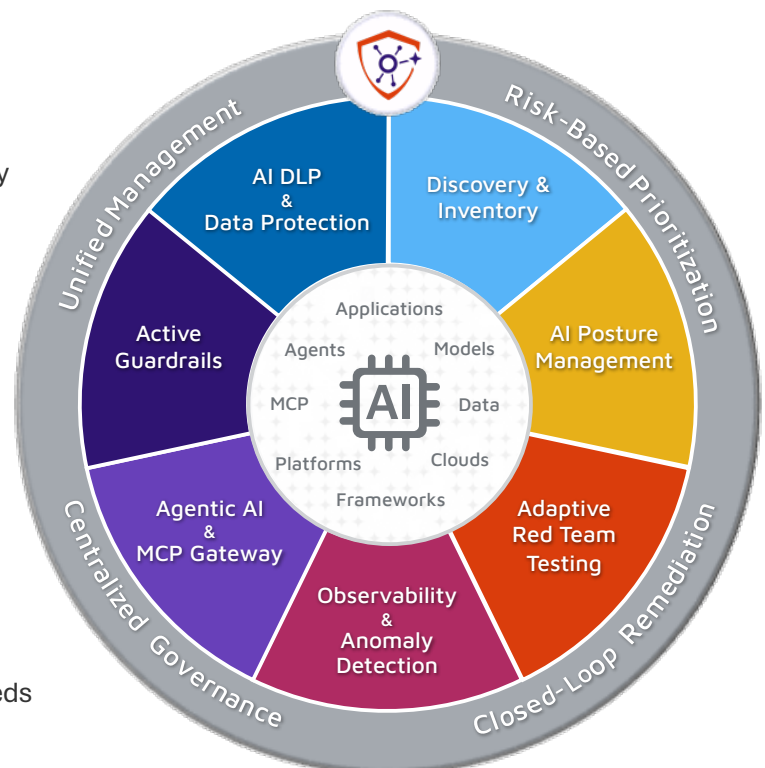 Unified Management
Risk-Based Prioritization
AI DLP
&
Data Protection
Discovery &
Inventory
Active
Guardrails
AI Posture
Management
Applications
Agents
Models
MCP
AI
Data
Platforms
Clouds
Frameworks
Agentic AI
&
MCP Gateway
Adaptive
Red Team
Testing
Observability
&
Anomaly
Detection
Centralized Governance
Closed-Loop Remediation